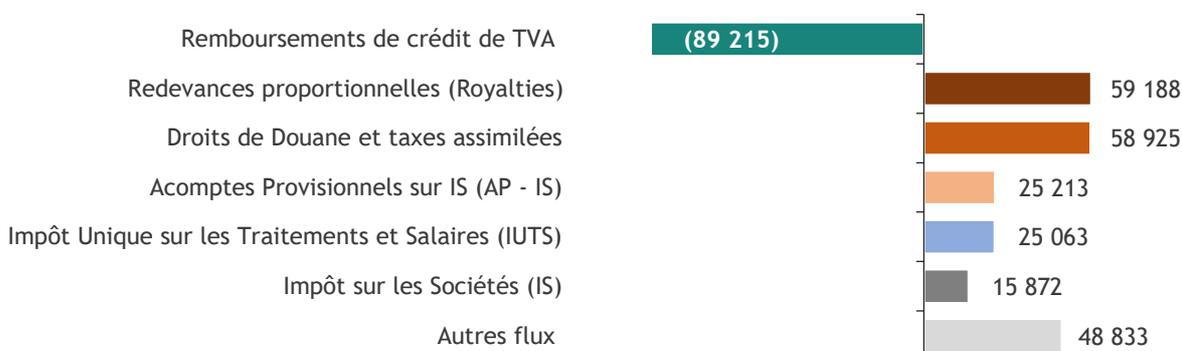 Remboursements de crédit de TVA (89 215)
Redevances proportionnelles (Royalties) 59 188
Droits de Douane et taxes assimilées 58 925
Acomptes Provisionnels sur IS (AP - IS) 25 213
Impôt Unique sur les Traitements et Salaires (IUTS) 25 063
Impôt sur les Sociétés (IS) 15 872
Autres flux 48 833